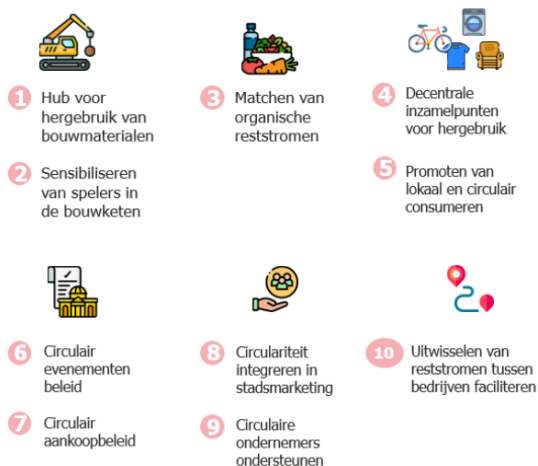 1 Hub voor
hergebruik van
bouwmaterialen
2 Sensibiliseren
van spelers in
de bouwketen
3 Matchen van
organische
reststromen
4 Decentrale
inzamelpunten
voor hergebruik
5 Promoten van
lokaal en circulair
consumeren
6 Circulair
evenementen
beleid
7 Circulair
aankoopbeleid
8 Circulariteit
integreren in
stadsmarketing
9 Circulaire
ondernemers
ondersteunen
10 Uitwisselen van
reststromen tussen
bedrijven faciliteren